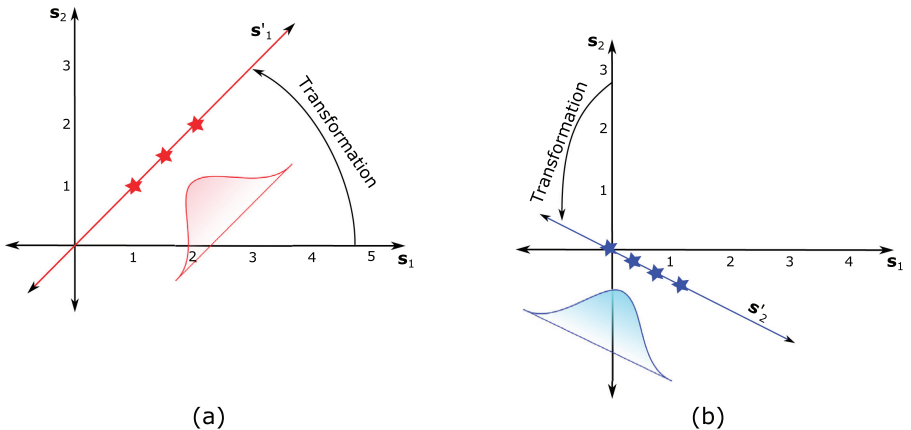 s₂
s'₁
3
2
1
Transformation
1 2 3 4 5
s₁
(a)
s₂
3
2
1
Transformation
1 2 3 4
s₁
s'₂
(b)